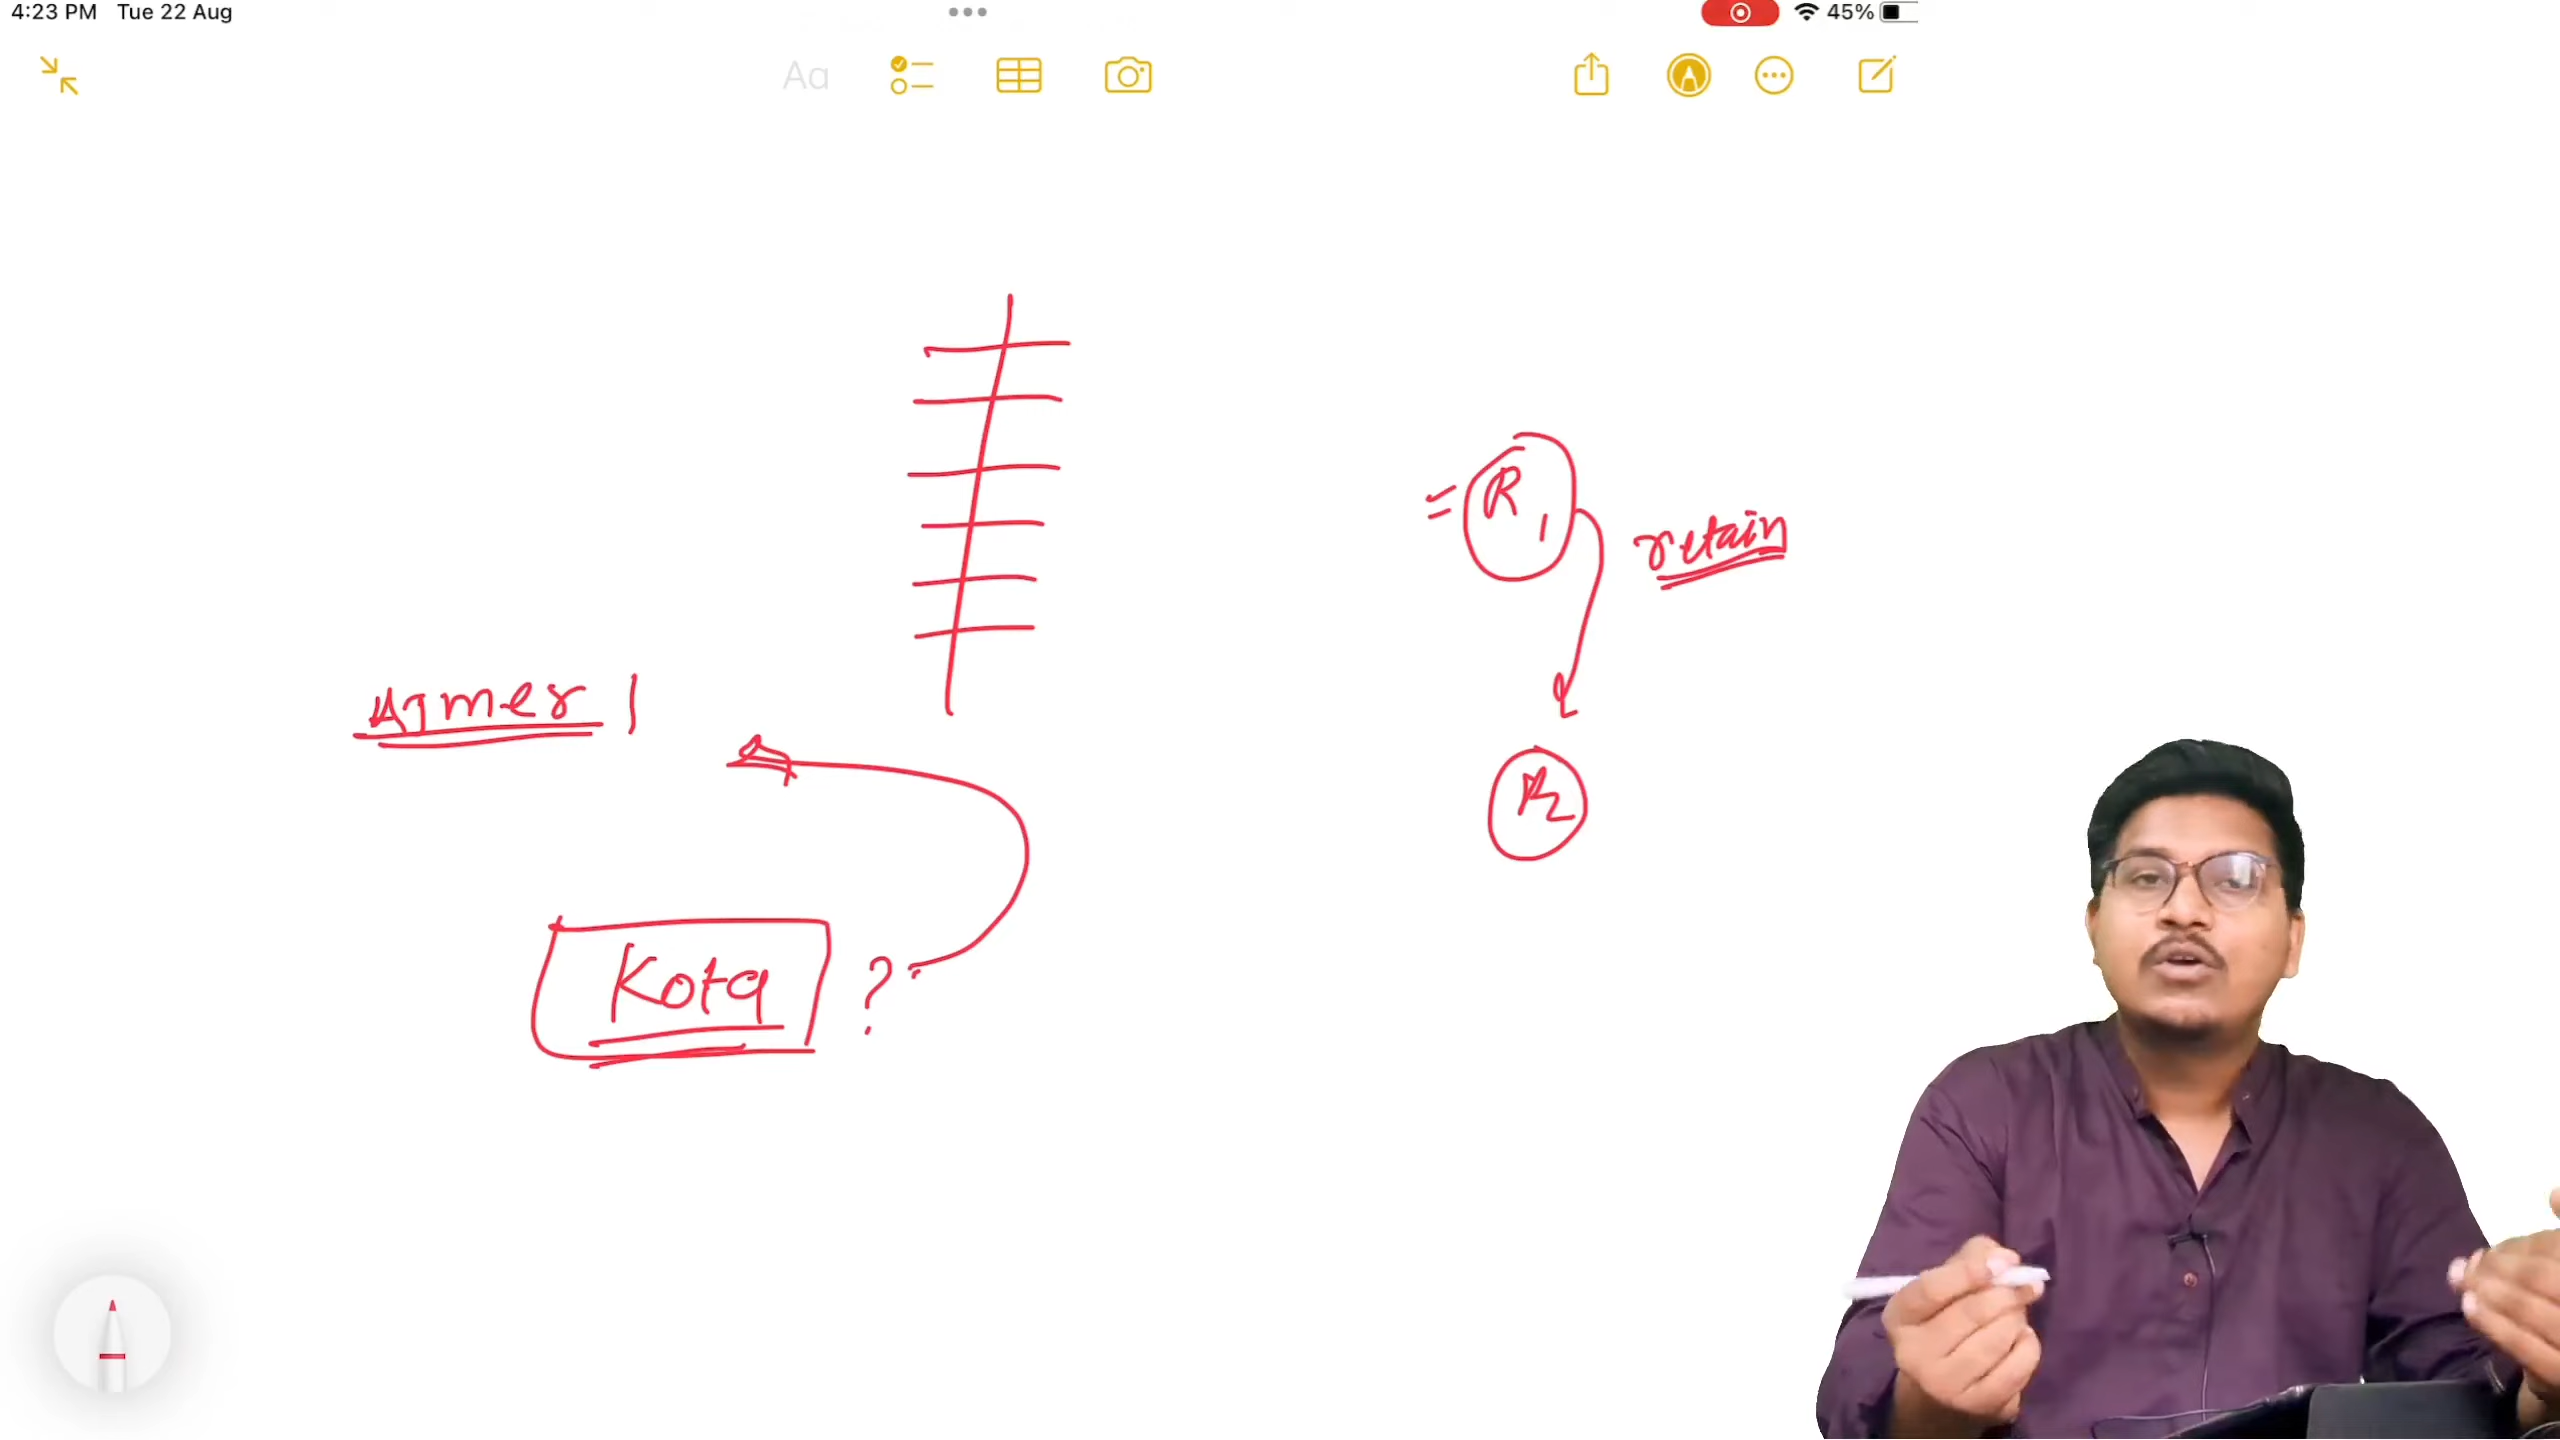 4:23 PM Tue 22 Aug
45%
Aa
= R1
retain
Ajmer |
R2
Kota ?